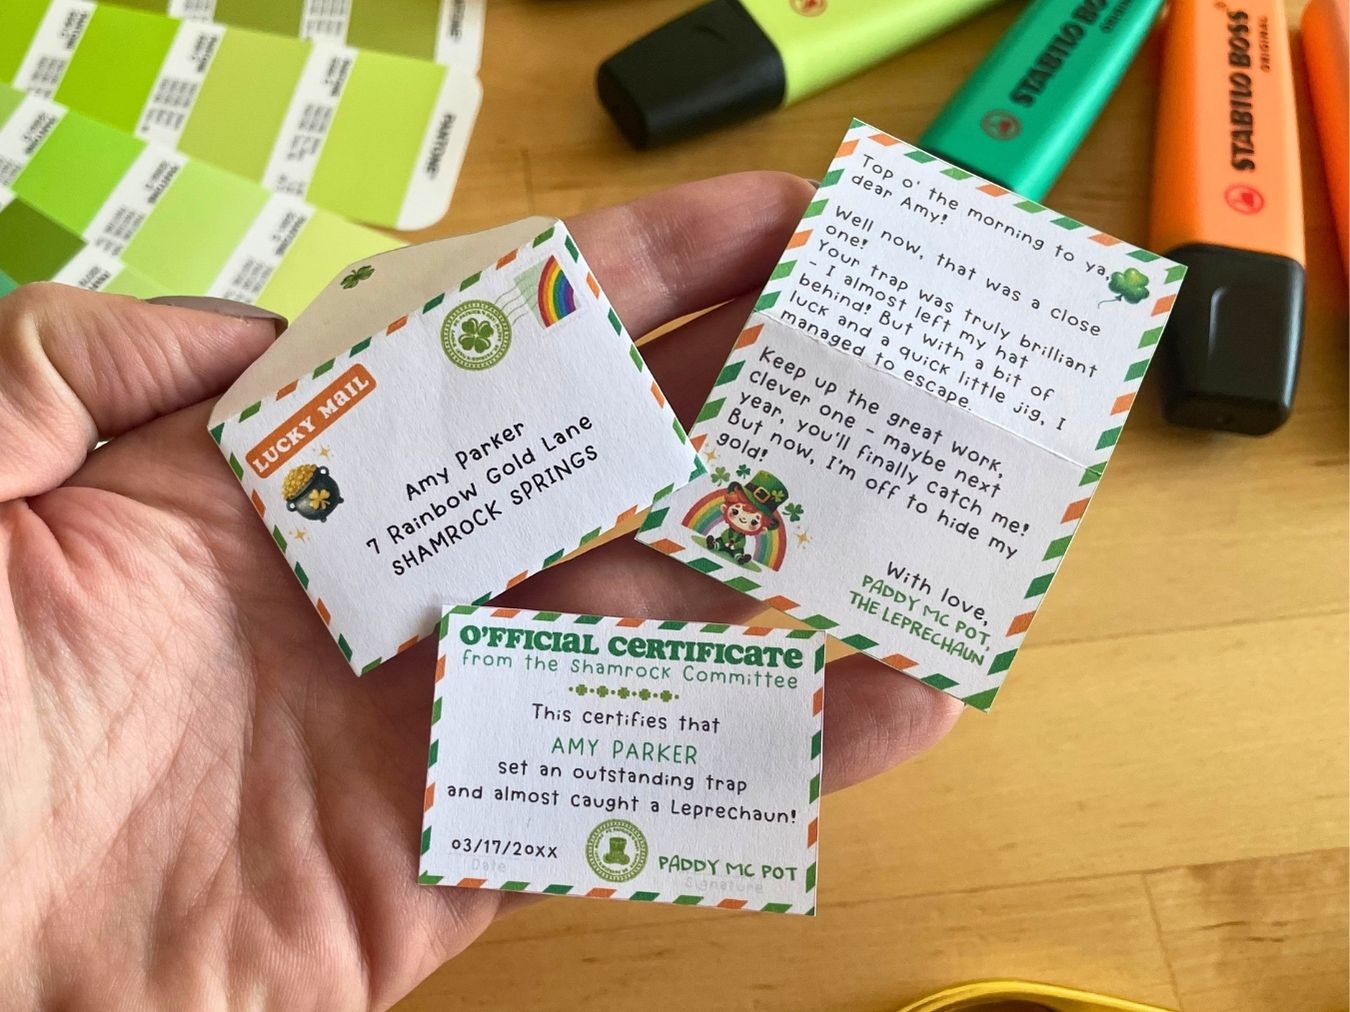 PANTONE
PANTONE
STABILO BOSS
ORIGINAL
STABILO BOSS
ORIGINAL
LUCKY MAIL
Amy Parker
7 Rainbow Gold Lane
SHAMROCK SPRINGS
Top o' the morning to ya,
dear Amy!
Well now, that was a close
one!
Your trap was truly brilliant
- I almost left my hat
behind! But with a bit of
luck and a quick little jig, I
managed to escape.
Keep up the great work,
clever one - maybe next
year, you'll finally catch me!
But now, I'm off to hide my
gold!
With love,
PADDY MC POT,
THE LEPRECHAUN
O'FFICIAL CERTIFICATE
from the Shamrock Committee
This certifies that
AMY PARKER
set an outstanding trap
and almost caught a Leprechaun!
03/17/20xx
Date
PADDY MC POT
Signature